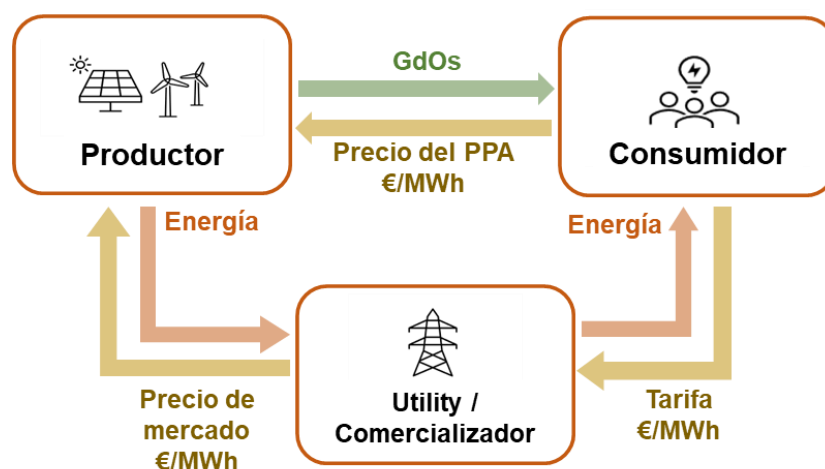 GdOs
Productor
Precio del PPA
€/MWh
Consumidor
Energía
Energía
Precio de
mercado
€/MWh
Utility /
Comercializador
Tarifa
€/MWh